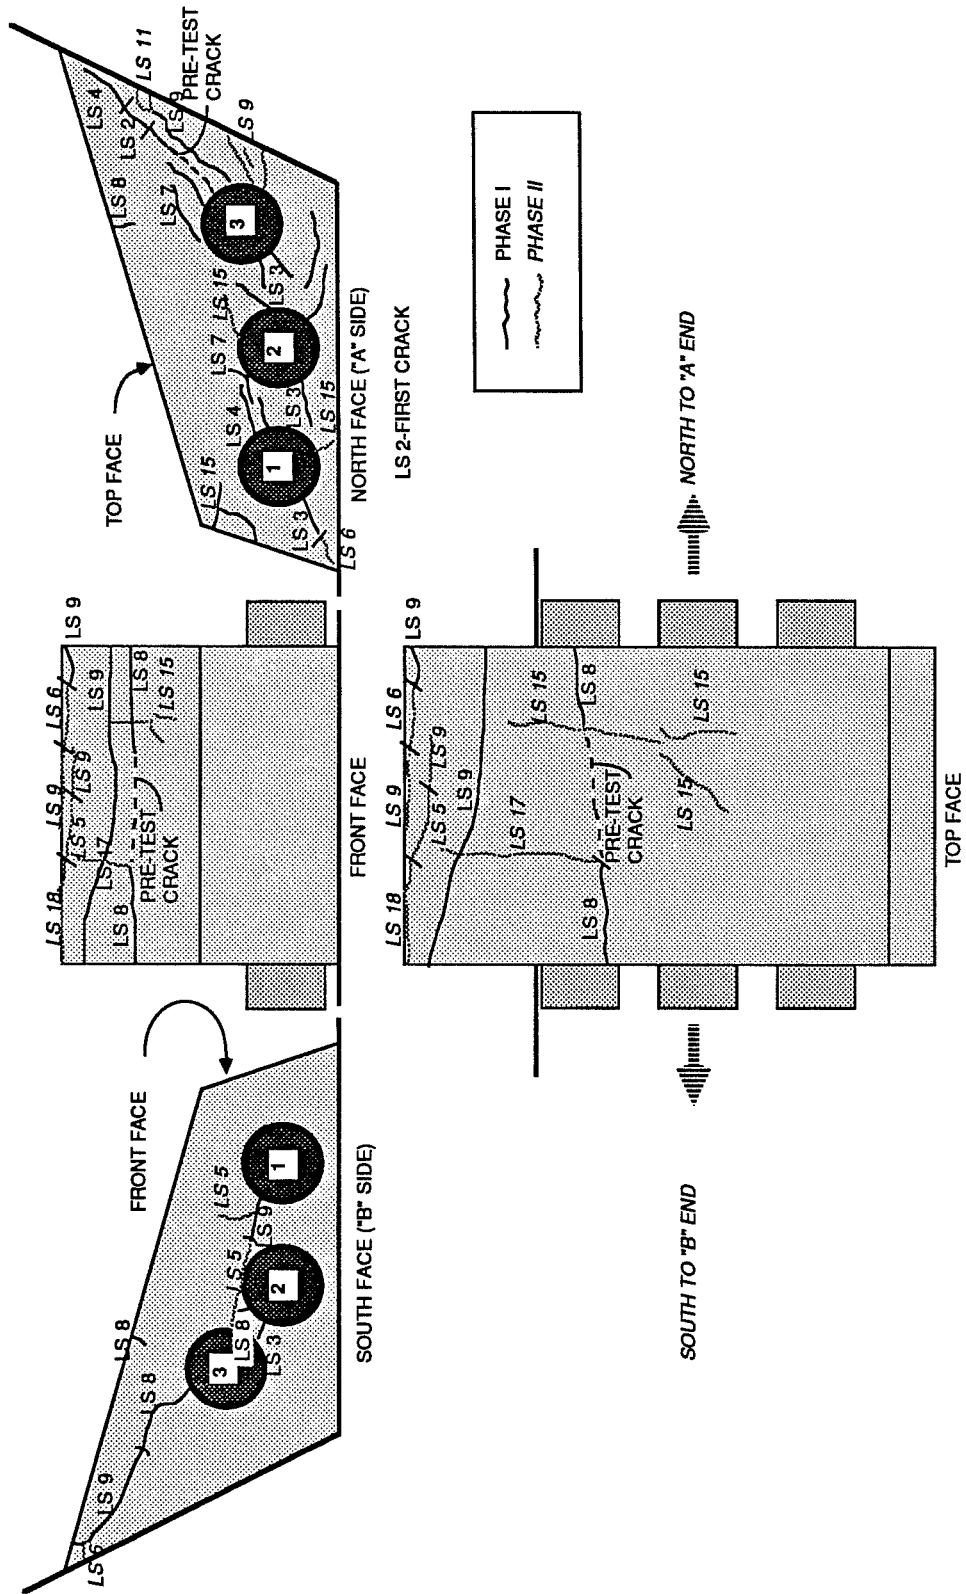 FRONT FACE
LS 6
LS 9
LS 8
LS 8
3
LS 8
LS 3
LS 5
2
LS 9
LS 5
1
SOUTH FACE ("B" SIDE)
LS 18
LS 5
LS 9
LS 9
LS 6
LS 9
LS 17
LS 9
LS 8
LS 8
LS 15
PRE-TEST
CRACK
FRONT FACE
TOP FACE
LS 15
LS 3
LS 6
1
LS 4
LS 3
LS 15
LS 7
2
LS 15
LS 3
3
LS 7
LS 8
LS 4
LS 2
LS 11
LS 9
PRE-TEST
CRACK
LS 9
NORTH FACE ("A" SIDE)
LS 2-FIRST CRACK
LS 18
LS 5
LS 9
LS 9
LS 6
LS 9
LS 9
LS 17
LS 15
LS 8
LS 8
PRE-TEST
CRACK
LS 15
LS 15
TOP FACE
SOUTH TO "B" END
NORTH TO "A" END
PHASE I
PHASE II